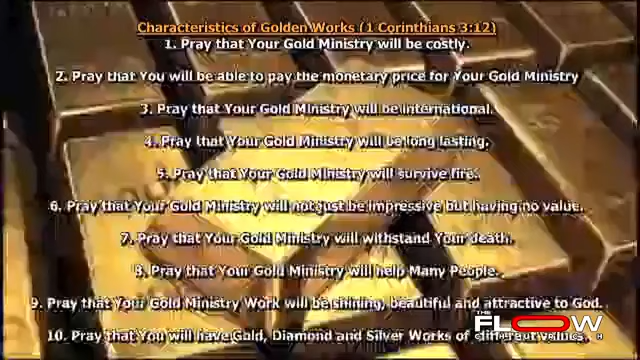 Characteristics of Golden Works (1 Corinthians 3:12)
1. Pray that Your Gold Ministry will be costly.
2. Pray that You will be able to pay the monetary price for Your Gold Ministry
3. Pray that Your Gold Ministry will be international.
4. Pray that Your Gold Ministry will be long lasting.
5. Pray that Your Gold Ministry will survive fire.
6. Pray that Your Gold Ministry will not just be impressive but having no value.
7. Pray that Your Gold Ministry will withstand Your death.
8. Pray that Your Gold Ministry will help Many People.
9. Pray that Your Gold Ministry Work will be shining, beautiful and attractive to God.
10. Pray that You will have Gold, Diamond and Silver Works of different values.
THE
FLOW